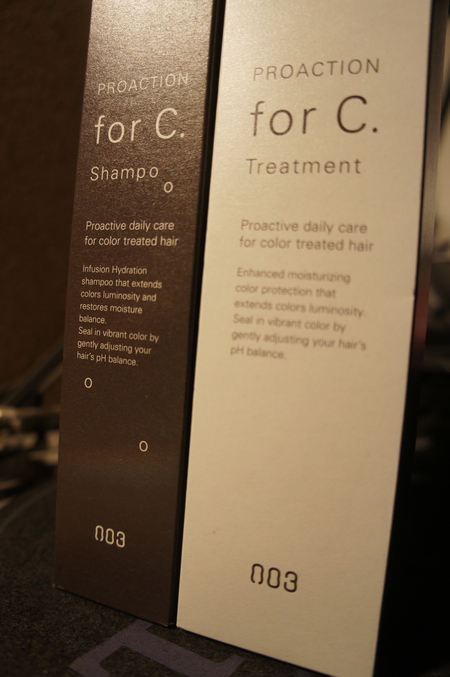 PROACTION
for C.
Shampoo
Proactive daily care
for color treated hair
Infusion Hydration
shampoo that extends
colors luminosity and
restores moisture
balance.
Seal in vibrant color by
gently adjusting your
hair's pH balance.
O
O
003
PROACTION
for C.
Treatment
Proactive daily care
for color treated hair
Enhanced moisturizing
color protection that
extends colors luminosity.
Seal in vibrant color by
gently adjusting your hair's
pH balance.
003